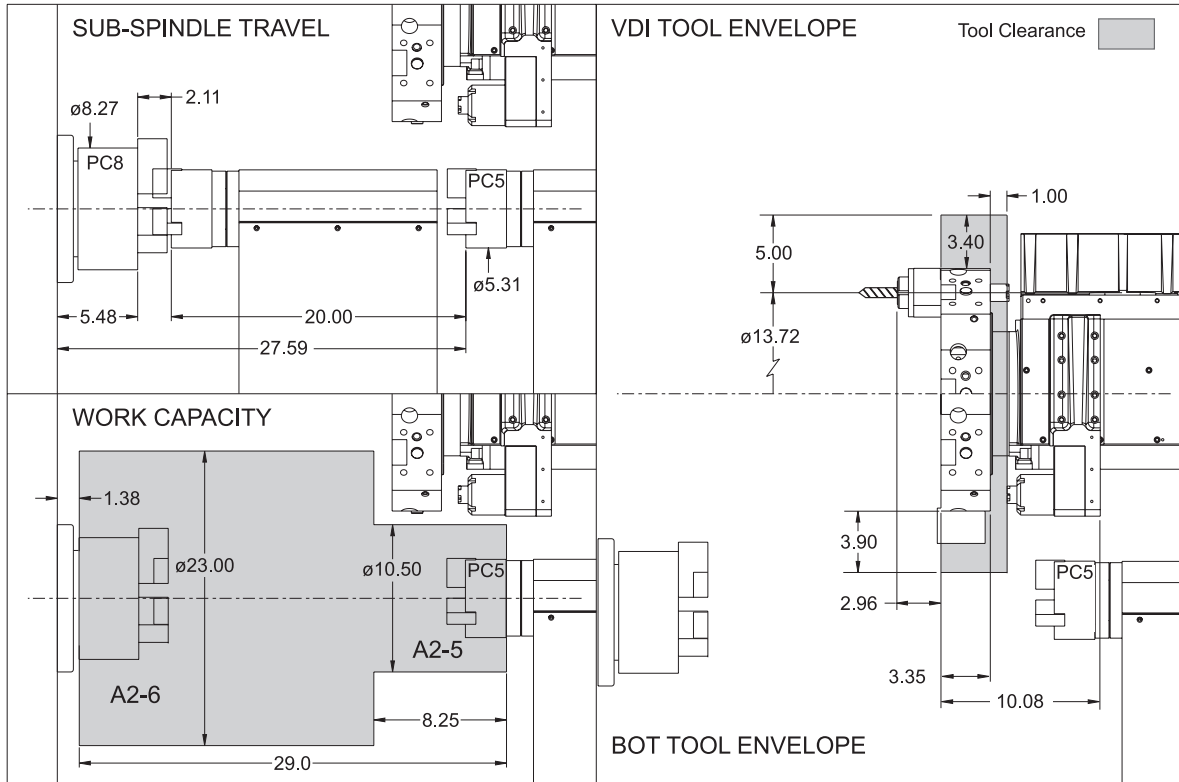 SUB-SPINDLE TRAVEL
2.11
ø8.27
PC8
PC5
ø5.31
5.48
20.00
27.59
WORK CAPACITY
1.38
ø23.00
ø10.50
PC5
A2-5
A2-6
8.25
29.0
VDI TOOL ENVELOPE
Tool Clearance
1.00
5.00
3.40
ø13.72
3.90
PC5
2.96
3.35
10.08
BOT TOOL ENVELOPE